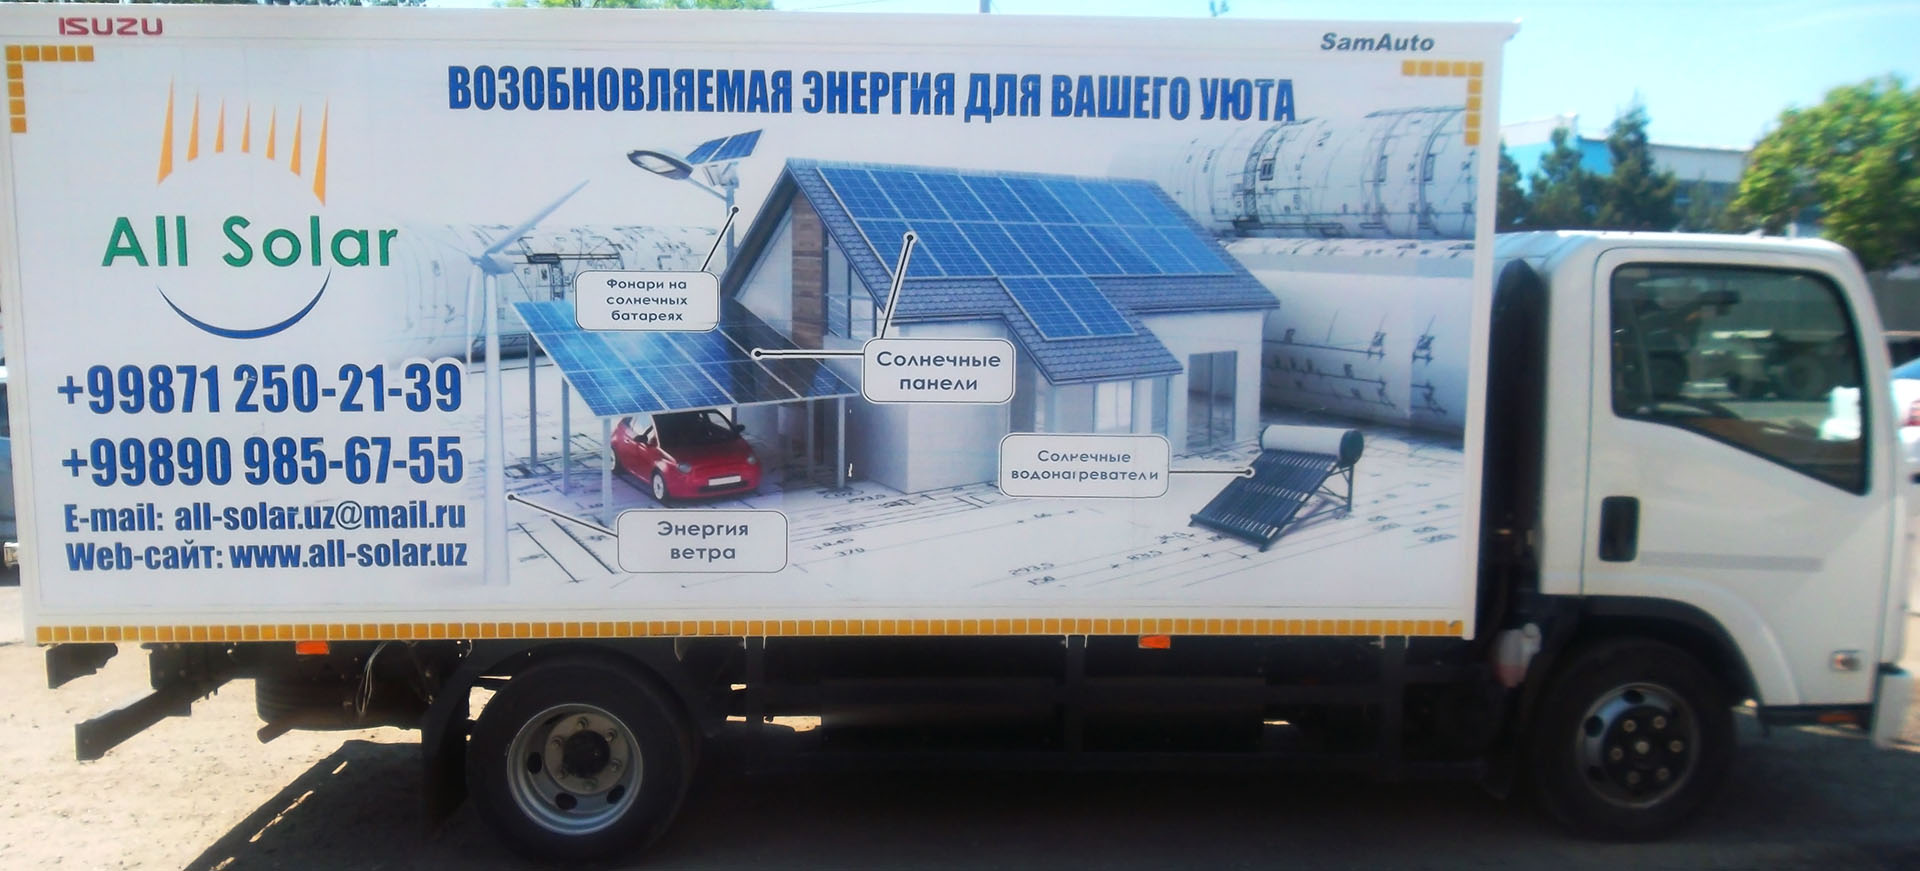 ISUZU
SamAuto
ВОЗОБНОВЛЯЕМАЯ ЭНЕРГИЯ ДЛЯ ВАШЕГО УЮТА
All Solar
+99871 250-21-39
+99890 985-67-55
E-mail: all-solar.uz@mail.ru
Web-сайт: www.all-solar.uz
Фонари на
солнечных
батареях
Солнечные
панели
Солнечные
водонагреватели
Энергия
ветра